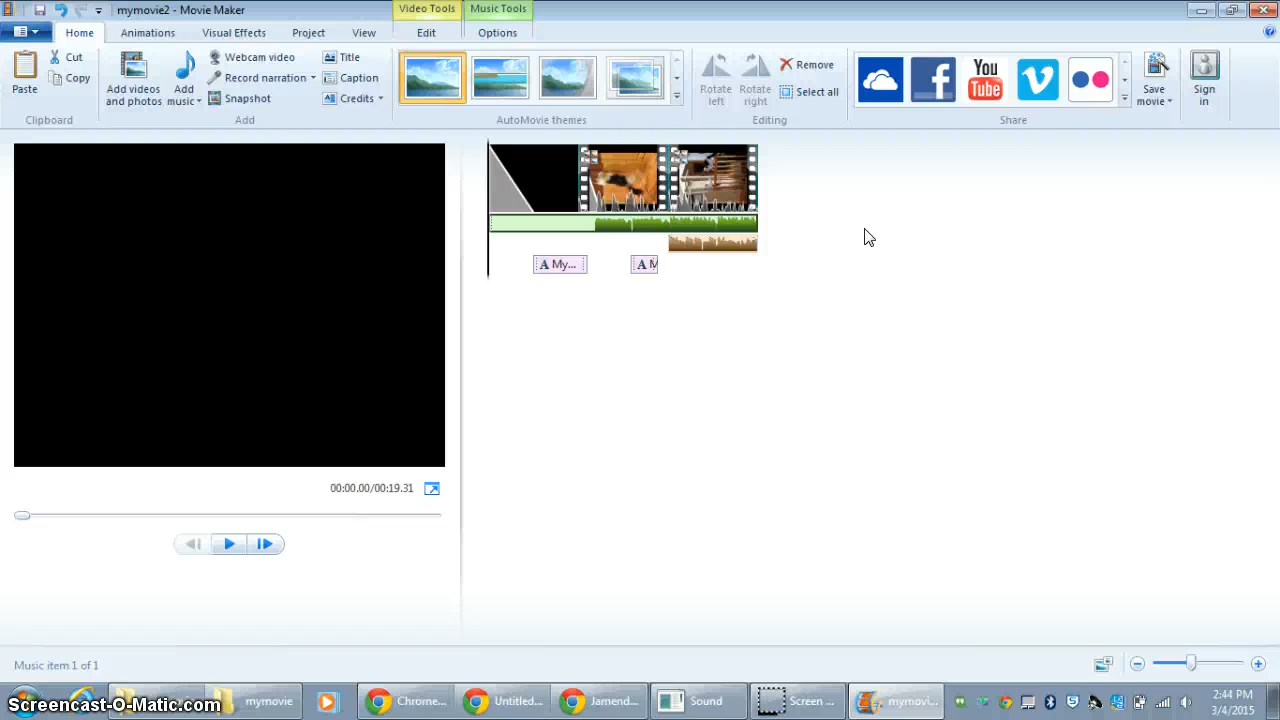 mymovie2 - Movie Maker
Video Tools
Music Tools
Home
Animations
Visual Effects
Project
View
Edit
Options
Paste
Cut
Copy
Clipboard
Add videos and photos
Add music
Webcam video
Record narration
Snapshot
Title
Caption
Credits
Add
AutoMovie themes
Rotate left
Rotate right
Remove
Select all
Editing
f
You Tube
v
Share
Save movie
Sign in
A My...
A M
00:00.00/00:19.31
Music item 1 of 1
Screencast-O-Matic.com
mymovie
Chrome...
Untitled...
Jamend...
Sound
Screen ...
mymovi...
2:44 PM
3/4/2015